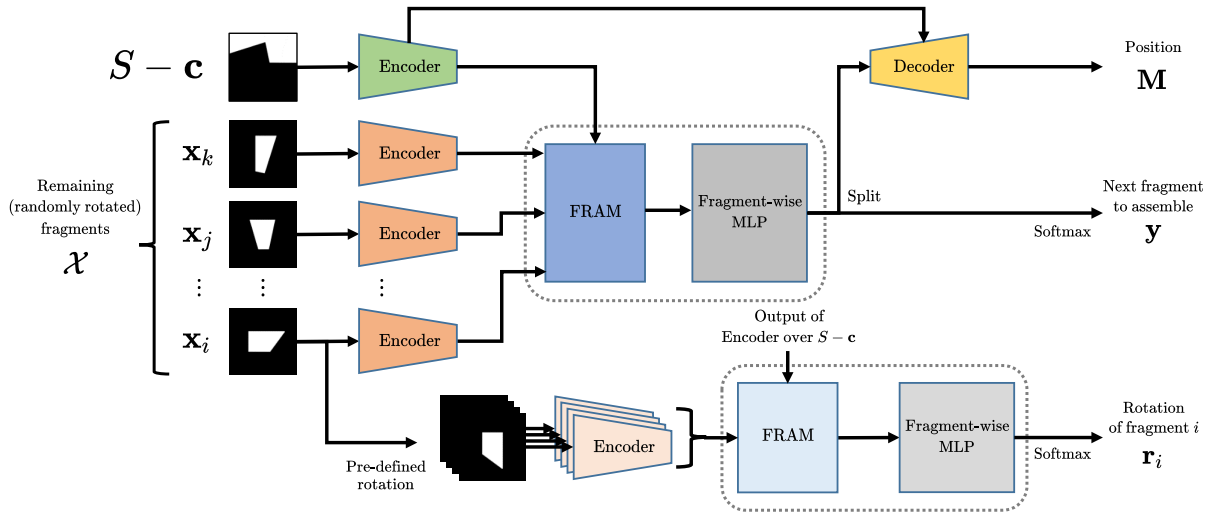 S − c
Encoder
Decoder
Position
M
Remaining
(randomly rotated)
fragments
𝒳
x_k
Encoder
x_j
Encoder
⋮ ⋮ ⋮
x_i
Encoder
FRAM
Fragment-wise
MLP
Split
Softmax
Next fragment
to assemble
y
Output of
Encoder over S − c
Pre-defined
rotation
Encoder
FRAM
Fragment-wise
MLP
Softmax
Rotation
of fragment i
r_i